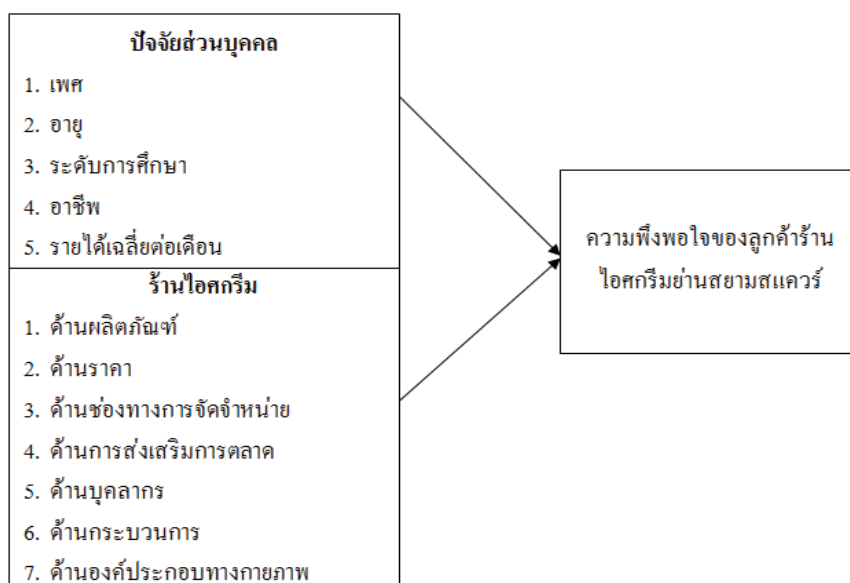 ปัจจัยส่วนบุคคล
1. เพศ
2. อายุ
3. ระดับการศึกษา
4. อาชีพ
5. รายได้เฉลี่ยต่อเดือน
ร้านไอศกรีม
1. ด้านผลิตภัณฑ์
2. ด้านราคา
3. ด้านช่องทางการจัดจำหน่าย
4. ด้านการส่งเสริมการตลาด
5. ด้านบุคลากร
6. ด้านกระบวนการ
7. ด้านองค์ประกอบทางกายภาพ
ความพึงพอใจของลูกค้าร้าน
ไอศกรีมย่านสยามสแควร์